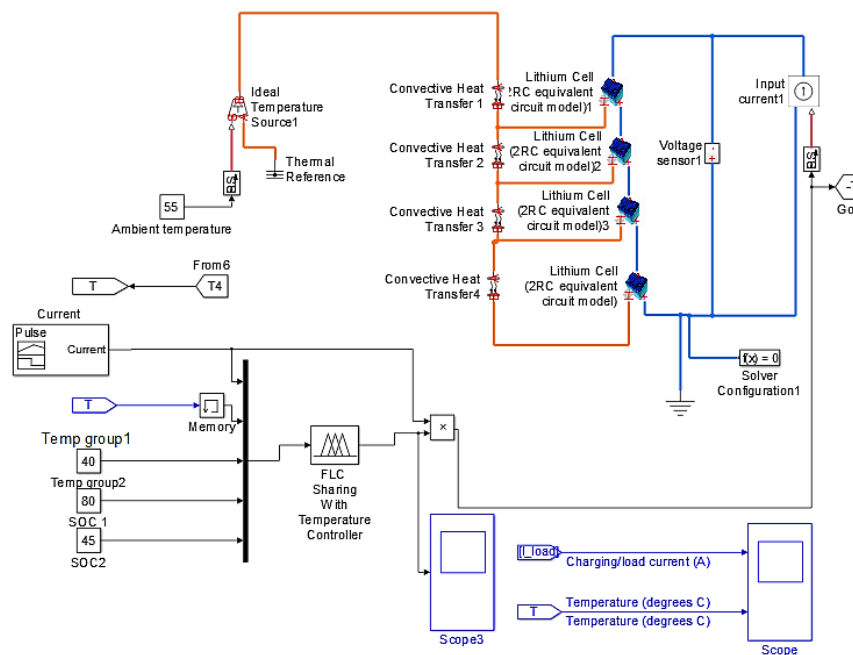 Ideal
Temperature
Source1
B
S
A
Thermal
Reference
B S
55
Ambient temperature
Convective Heat
Transfer 1
Convective Heat
Transfer 2
Convective Heat
Transfer 3
Convective Heat
Transfer4
Lithium Cell
2RC equivalent
circuit model)1
Lithium Cell
(2RC equivalent
circuit model)2
Lithium Cell
(2RC equivalent
circuit model)3
Lithium Cell
(2RC equivalent
circuit model)
Voltage
sensor1
Input
current1
B S
Go
f(x) = 0
Solver
Configuration1
From6
T
T4
Current
Pulse
Current
T
Memory
Temp group1
40
Temp group2
80
SOC 1
45
SOC2
FLC
Sharing
With
Temperature
Controller
×
Scope3
[I_load]
Charging/load current (A)
T
Temperature (degrees C)
Temperature (degrees C)
Scope